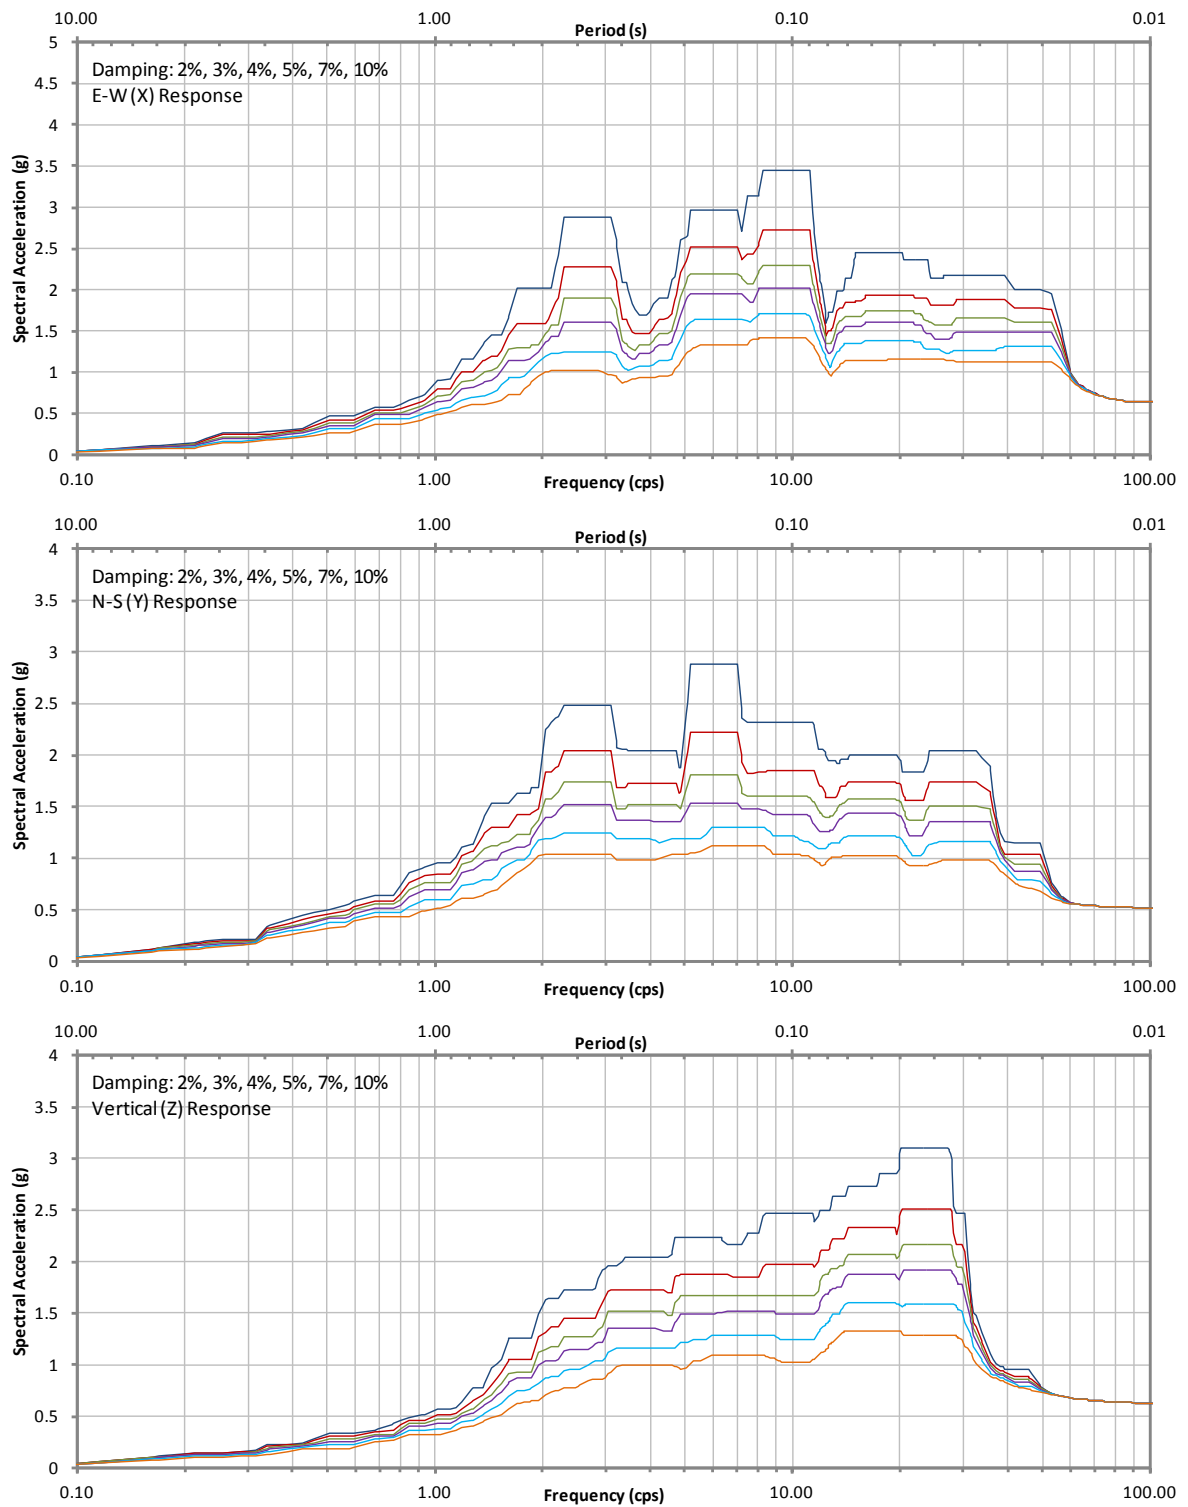 10.00 1.00 0.10 0.01
Period (s)
5
Damping: 2%, 3%, 4%, 5%, 7%, 10%
4.5
E-W (X) Response
4
3.5
3
2.5
2
1.5
1
0.5
0
Spectral Acceleration (g)
0.10 1.00 10.00 100.00
Frequency (cps)
10.00 1.00 0.10 0.01
Period (s)
4
Damping: 2%, 3%, 4%, 5%, 7%, 10%
N-S (Y) Response
3.5
3
2.5
2
1.5
1
0.5
0
Spectral Acceleration (g)
0.10 1.00 10.00 100.00
Frequency (cps)
10.00 1.00 0.10 0.01
Period (s)
4
Damping: 2%, 3%, 4%, 5%, 7%, 10%
Vertical (Z) Response
3.5
3
2.5
2
1.5
1
0.5
0
Spectral Acceleration (g)
0.10 1.00 10.00 100.00
Frequency (cps)